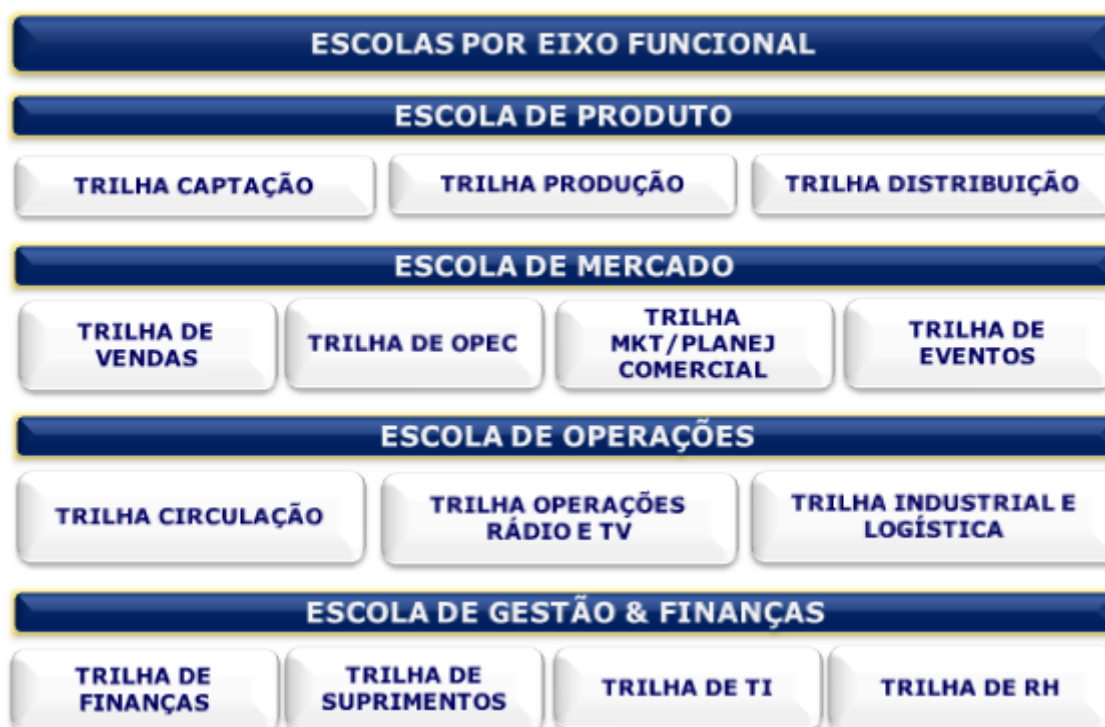 ESCOLAS POR EIXO FUNCIONAL
ESCOLA DE PRODUTO
TRILHA CAPTAÇÃO
TRILHA PRODUÇÃO
TRILHA DISTRIBUIÇÃO
ESCOLA DE MERCADO
TRILHA DE
VENDAS
TRILHA DE OPEC
TRILHA
MKT/PLANEJ
COMERCIAL
TRILHA DE
EVENTOS
ESCOLA DE OPERAÇÕES
TRILHA CIRCULAÇÃO
TRILHA OPERAÇÕES
RÁDIO E TV
TRILHA INDUSTRIAL E
LOGÍSTICA
ESCOLA DE GESTÃO & FINANÇAS
TRILHA DE
FINANÇAS
TRILHA DE
SUPRIMENTOS
TRILHA DE TI
TRILHA DE RH